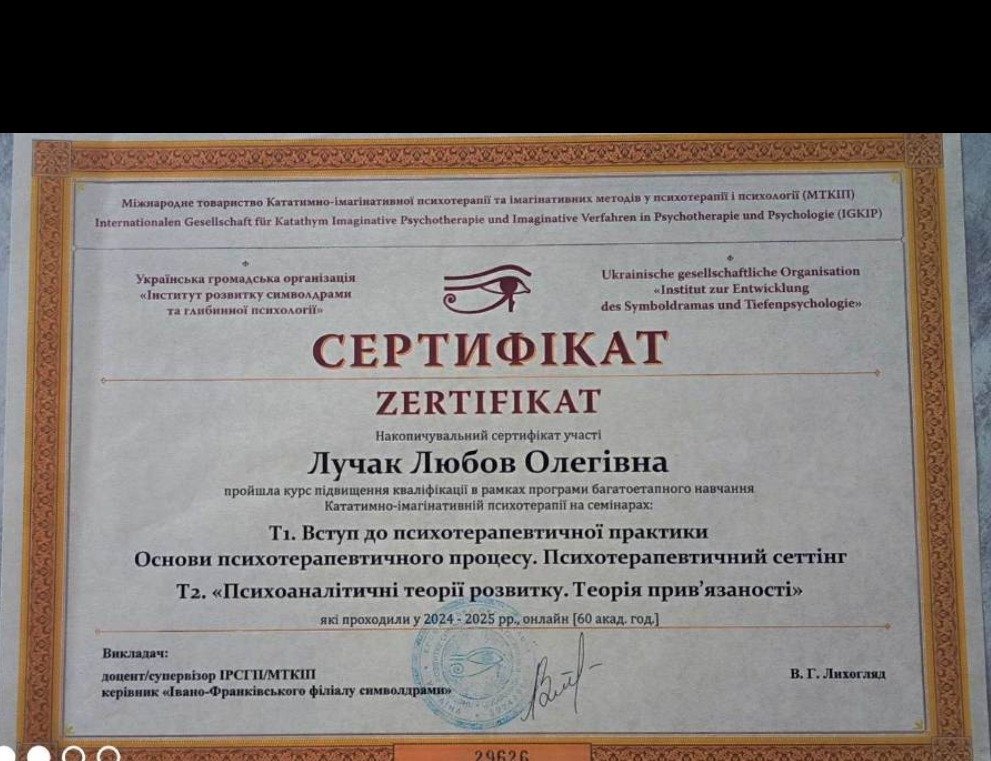 Міжнародне товариство Кататимно-імагінативної психотерапії та імагінативних методів у психотерапії і психології (МТКІП)
Internationalen Gesellschaft für Katathym Imaginative Psychotherapie und Imaginative Verfahren in Psychotherapie und Psychologie (IGKIP)
Українська громадська організація
«Інститут розвитку символдрами
та глибинної психології»
Ukrainische gesellschaftliche Organisation
«Institut zur Entwicklung
des Symboldramas und Tiefenpsychologie»
СЕРТИФІКАТ
ZERTIFIKAT
Накопичувальний сертифікат участі
Лучак Любов Олегівна
пройшла курс підвищення кваліфікації в рамках програми багатоетапного навчання
Кататимно-імагінативній психотерапії на семінарах:
Т1. Вступ до психотерапевтичної практики
Основи психотерапевтичного процесу. Психотерапевтичний сеттінг
Т2. «Психоаналітичні теорії розвитку. Теорія прив’язаності»
які проходили у 2024 - 2025 рр., онлайн [60 акад. год.]
Викладач:
доцент/супервізор ІРСГП/МТКІП
керівник «Івано-Франківського філіалу символдрами»
В. Г. Лихогляд
29626